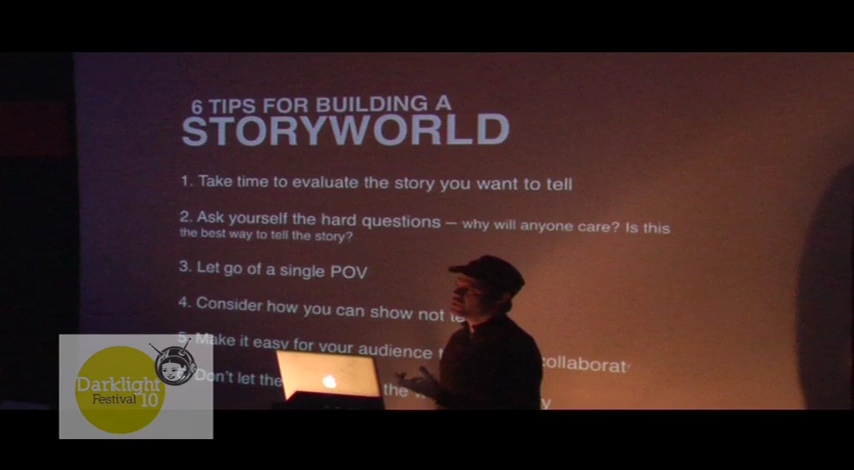 6 TIPS FOR BUILDING A
STORYWORLD
1. Take time to evaluate the story you want to tell
2. Ask yourself the hard questions – why will anyone care? Is this
the best way to tell the story?
3. Let go of a single POV
4. Consider how you can show not
5. Make it easy for your audience
Don't let the the
Darklight
Festival '10